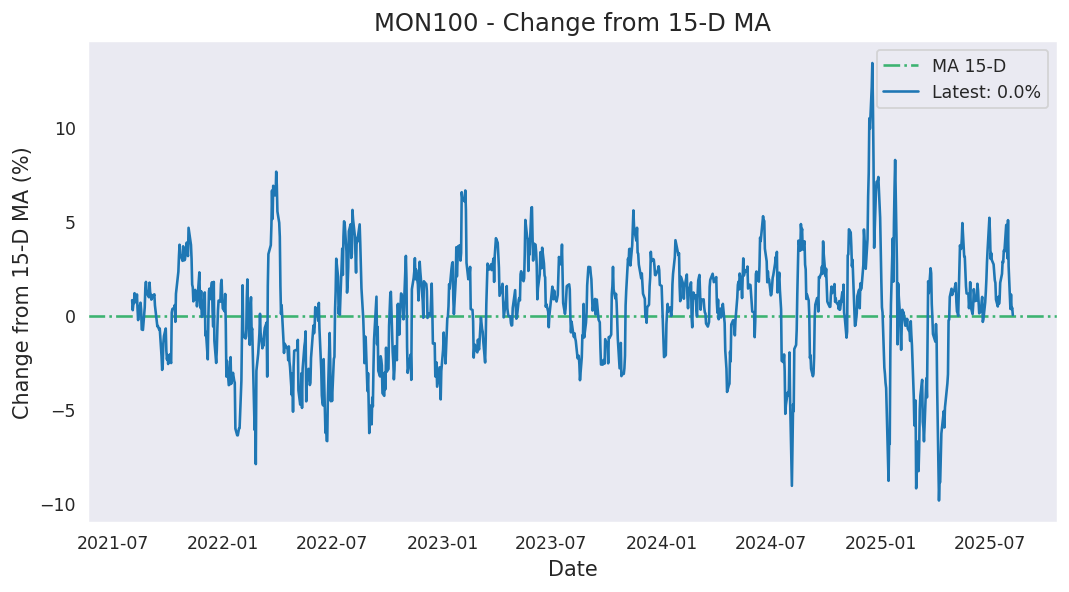 MON100 - Change from 15-D MA
MA 15-D
Latest: 0.0%
Change from 15-D MA (%)
10
5
0
−5
−10
2021-07
2022-01
2022-07
2023-01
2023-07
2024-01
2024-07
2025-01
2025-07
Date